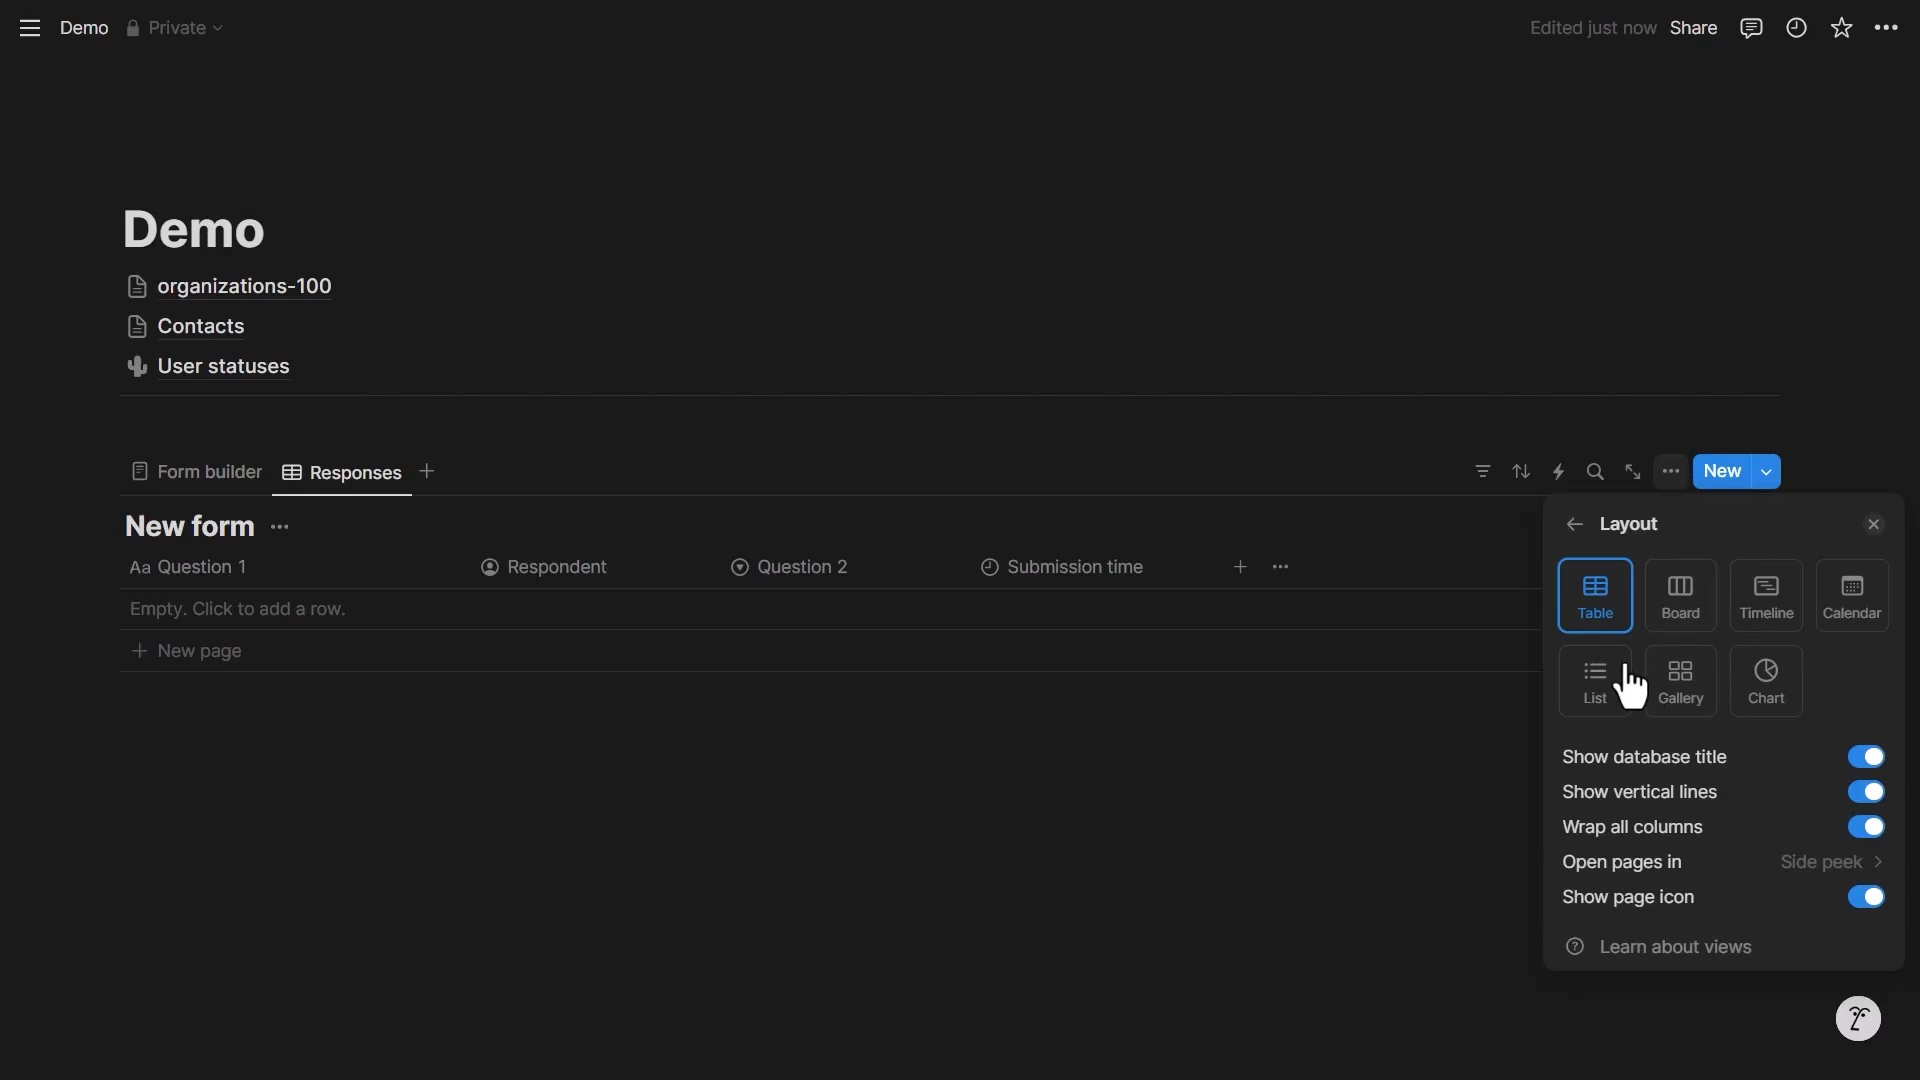 Demo Private Edited just now Share
Demo
organizations-100
Contacts
User statuses
Form builder Responses New
New form
Aa Question 1 Respondent Question 2 Submission time
Empty. Click to add a row.
New page
Layout
Table Board Timeline Calendar
List Gallery Chart
Show database title
Show vertical lines
Wrap all columns
Open pages in Side peek
Show page icon
Learn about views